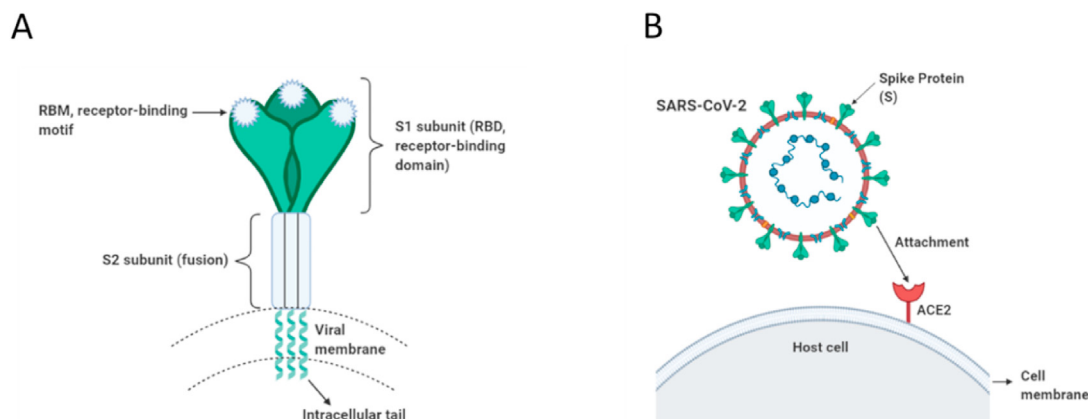 A
RBM, receptor-binding
motif
S1 subunit (RBD,
receptor-binding
domain)
S2 subunit (fusion)
Viral
membrane
Intracellular tail
B
Spike Protein
(S)
SARS-CoV-2
Attachment
ACE2
Host cell
Cell
membrane